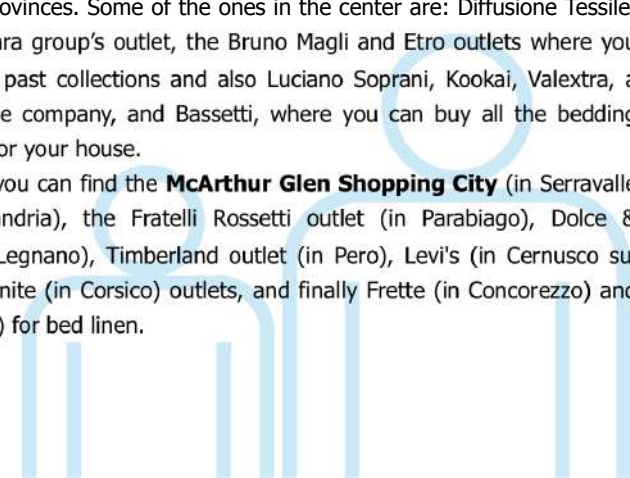 ovinces. Some of the ones in the center are: Diffusione Tessile
ara group's outlet, the Bruno Magli and Etro outlets where you
past collections and also Luciano Soprani, Kookai, Valextra, a
e company, and Bassetti, where you can buy all the bedding
or your house.
you can find the McArthur Glen Shopping City (in Serravalle
andria), the Fratelli Rossetti outlet (in Parabiago), Dolce &
Legnano), Timberland outlet (in Pero), Levi's (in Cernusco su
nite (in Corsico) outlets, and finally Frette (in Concorezzo) and
) for bed linen.